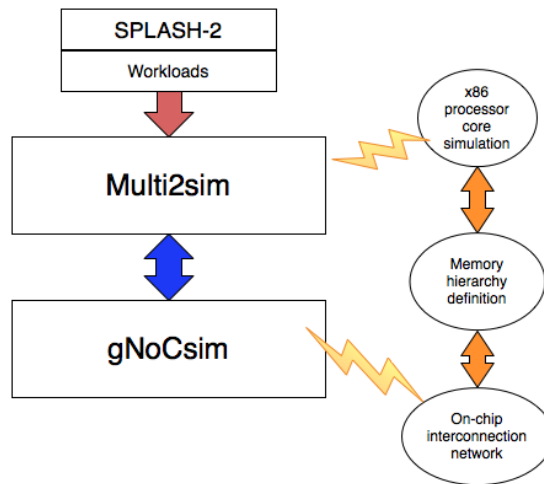 SPLASH-2
Workloads
Multi2sim
gNoCsim
x86
processor
core
simulation
Memory
hierarchy
definition
On-chip
interconnection
network